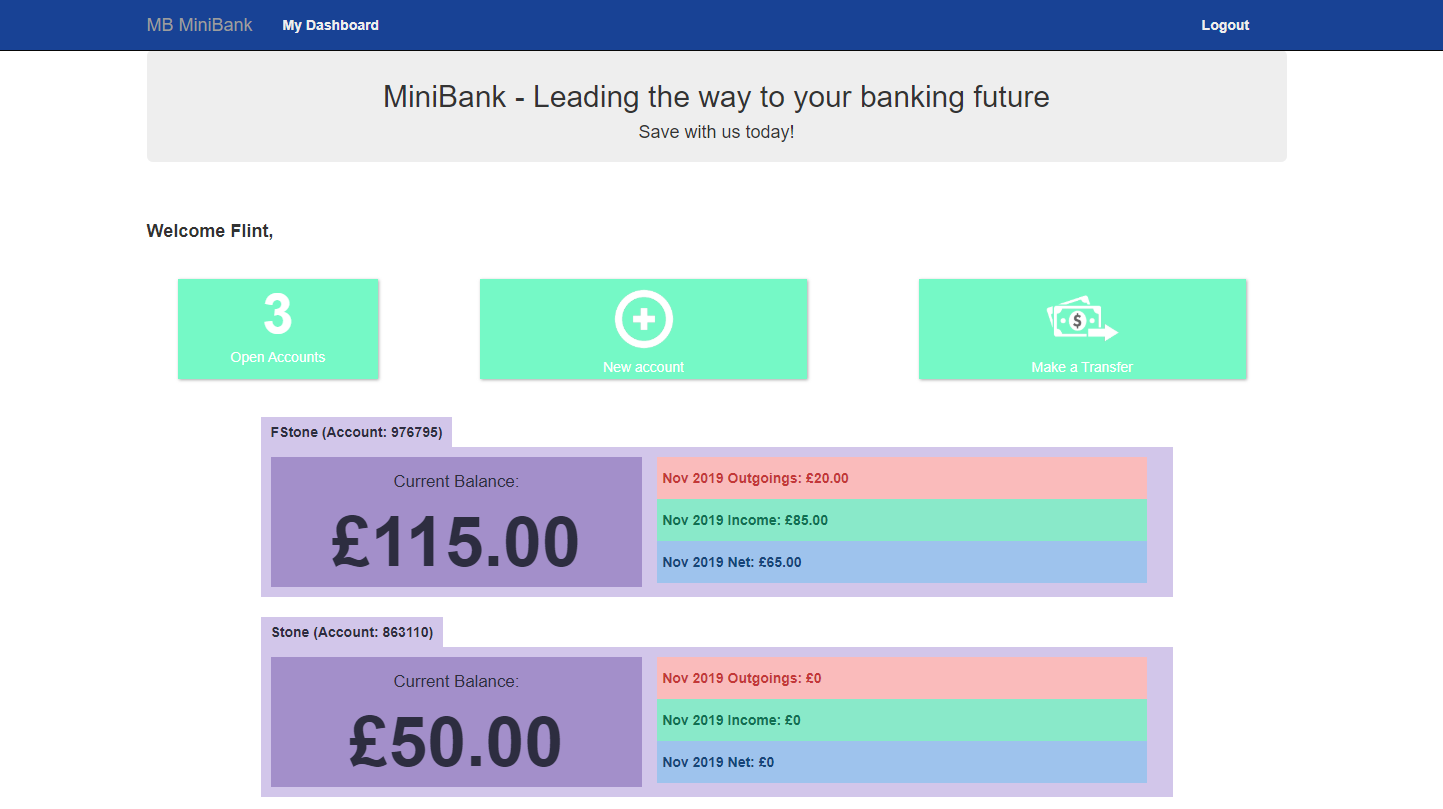 MB MiniBank My Dashboard Logout
MiniBank - Leading the way to your banking future
Save with us today!
Welcome Flint,
3
Open Accounts
New account
$
Make a Transfer
FStone (Account: 976795)
Current Balance:
£115.00
Nov 2019 Outgoings: £20.00
Nov 2019 Income: £85.00
Nov 2019 Net: £65.00
Stone (Account: 863110)
Current Balance:
£50.00
Nov 2019 Outgoings: £0
Nov 2019 Income: £0
Nov 2019 Net: £0